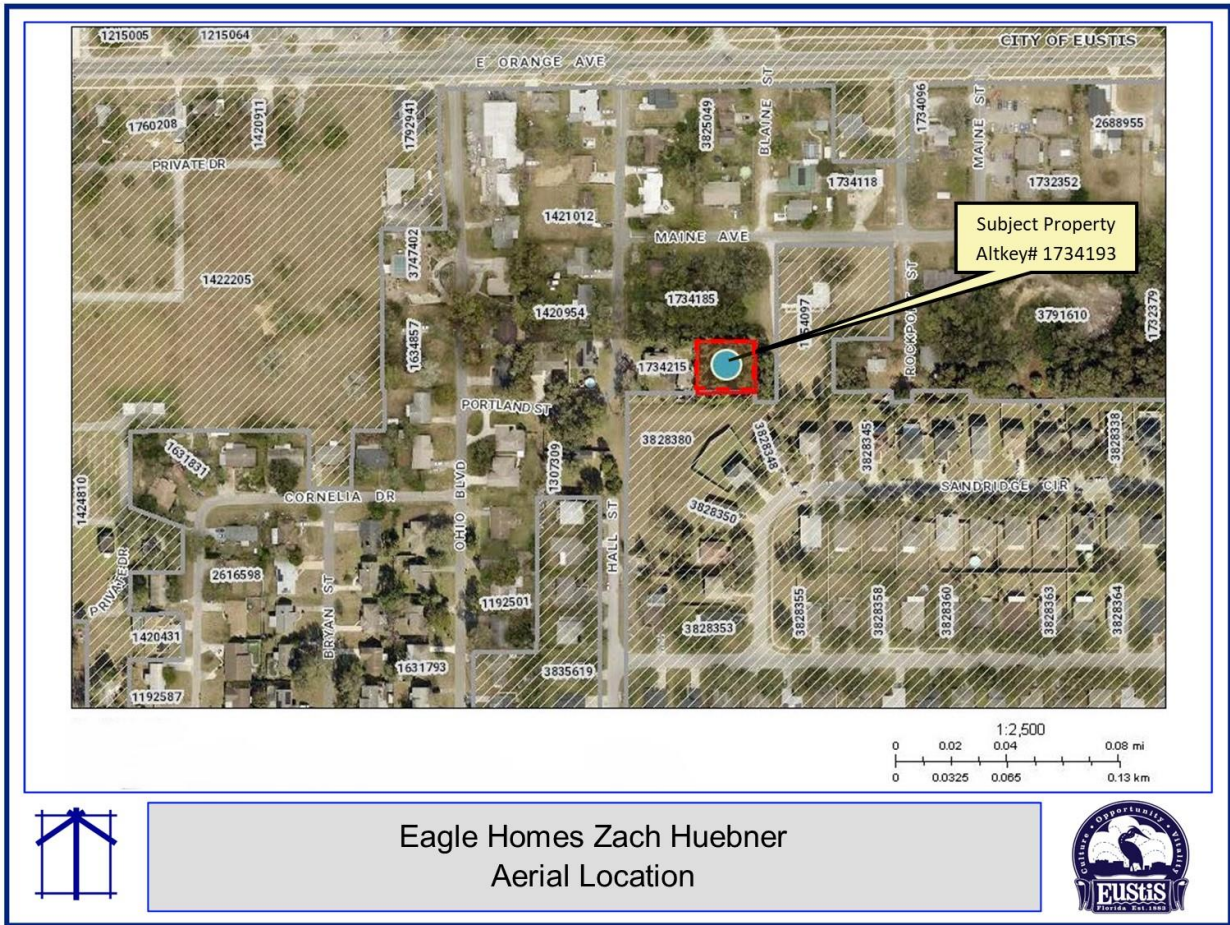 1215005
1215064
CITY OF EUSTIS
E ORANGE AVE
1760208
1420911
1792941
3825049
BLAINE ST
1734096
MAINE ST
2688955
PRIVATE DR
1734118
1732352
1421012
MAINE AVE
3747402
Subject Property
Altkey# 1734193
1422205
1734185
1420954
ROCKPORT ST
3791610
1732379
1634857
1734215
PORTLAND ST
3828380
3828348
3828345
3828338
1631831
1307309
1424810
CORNELIA DR
OHIO BLVD
SANDRIDGE CIR
3828350
HALL ST
PRIVATE DR
2616598
BRYAN ST
1192501
3828355
3828358
3828360
3828363
3828364
1420431
3828353
1631793
3835619
1192587
1:2,500
0 0.02 0.04 0.08 mi
0 0.0325 0.065 0.13 km
Eagle Homes Zach Huebner
Aerial Location
Culture • Opportunity • Vitality
EUSTIS
Florida Est. 1883